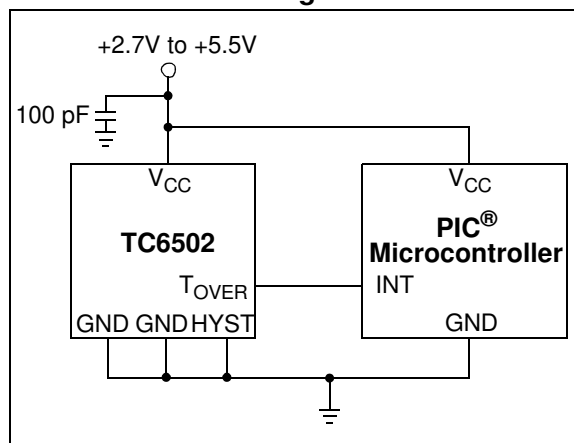 +2.7V to +5.5V
100 pF
VCC
TC6502
TOVER
GND GND HYST
VCC
PIC®
Microcontroller
INT
GND